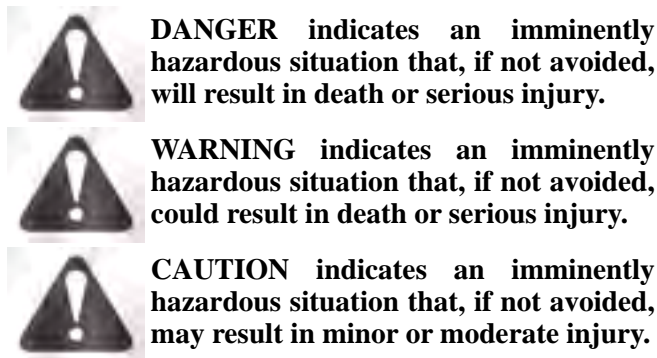 DANGER indicates an imminently
hazardous situation that, if not avoided,
will result in death or serious injury.
WARNING indicates an imminently
hazardous situation that, if not avoided,
could result in death or serious injury.
CAUTION indicates an imminently
hazardous situation that, if not avoided,
may result in minor or moderate injury.